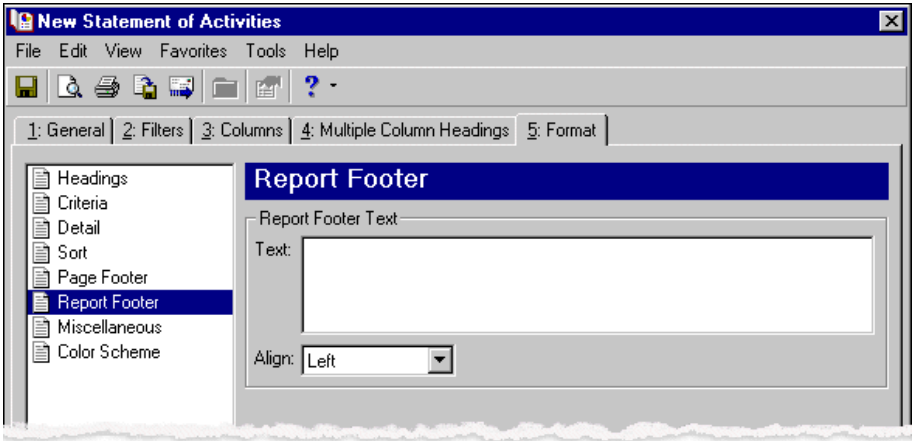 New Statement of Activities
File Edit View Favorites Tools Help
1: General 2: Filters 3: Columns 4: Multiple Column Headings 5: Format
Headings
Criteria
Detail
Sort
Page Footer
Report Footer
Miscellaneous
Color Scheme
Report Footer
Report Footer Text
Text:
Align: Left